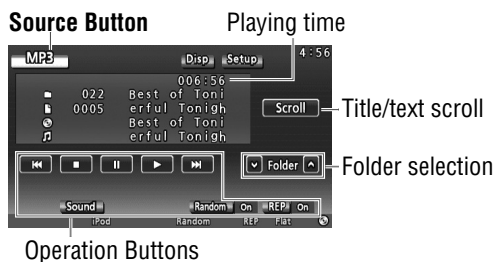 Source Button
Playing time
MP3
Disp
Setup
4:56
006:56
022 Best of Toni
0005 erful Tonigh
Best of Toni
erful Tonigh
Scroll
Title/text scroll
Folder
Folder selection
Sound
Random On
REP On
iPod
Random
REP
Flat
Operation Buttons